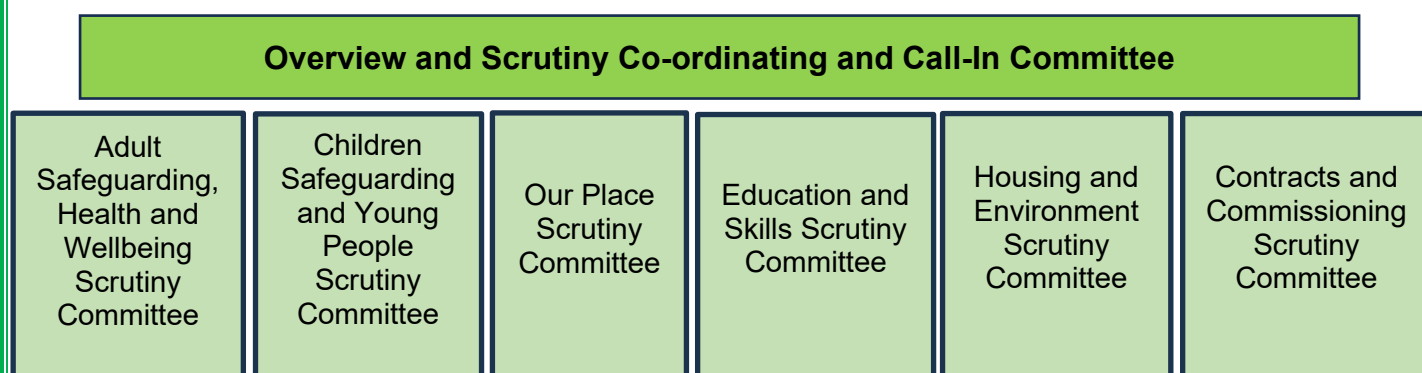 Overview and Scrutiny Co-ordinating and Call-In Committee
Adult
Safeguarding,
Health and
Wellbeing
Scrutiny
Committee
Children
Safeguarding
and Young
People
Scrutiny
Committee
Our Place
Scrutiny
Committee
Education and
Skills Scrutiny
Committee
Housing and
Environment
Scrutiny
Committee
Contracts and
Commissioning
Scrutiny
Committee